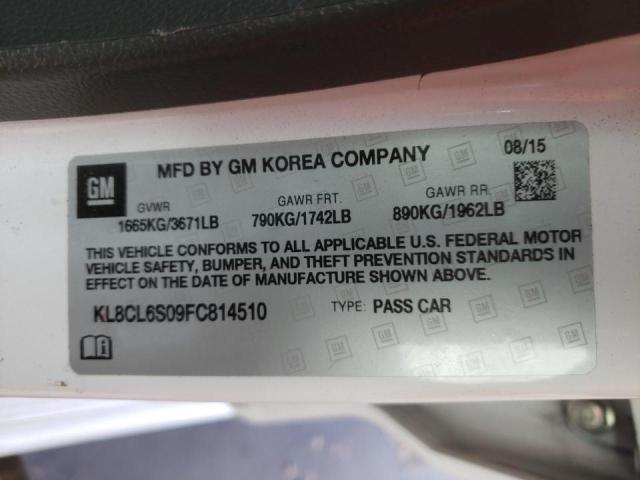 GM
MFD BY GM KOREA COMPANY
08/15
GVWR
1665KG/3671LB
GAWR FRT.
790KG/1742LB
GAWR RR.
890KG/1962LB
THIS VEHICLE CONFORMS TO ALL APPLICABLE U.S. FEDERAL MOTOR
VEHICLE SAFETY, BUMPER, AND THEFT PREVENTION STANDARDS IN
EFFECT ON THE DATE OF MANUFACTURE SHOWN ABOVE.
KL8CL6S09FC814510
TYPE: PASS CAR